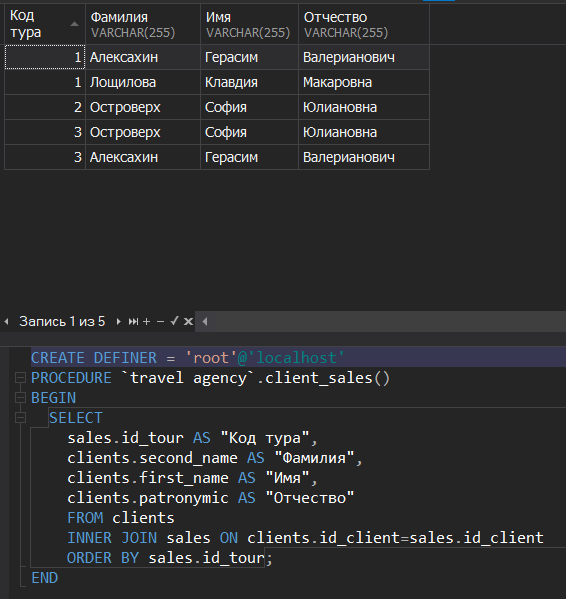 Код тура Фамилия VARCHAR(255) Имя VARCHAR(255) Отчество VARCHAR(255)
1 Алексахин Герасим Валерианович
1 Лощилова Клавдия Макаровна
2 Островерх София Юлиановна
3 Островерх София Юлиановна
3 Алексахин Герасим Валерианович
Запись 1 из 5
CREATE DEFINER = 'root'@'localhost'
PROCEDURE `travel agency`.client_sales()
BEGIN
SELECT
sales.id_tour AS "Код тура",
clients.second_name AS "Фамилия",
clients.first_name AS "Имя",
clients.patronymic AS "Отчество"
FROM clients
INNER JOIN sales ON clients.id_client=sales.id_client
ORDER BY sales.id_tour;
END